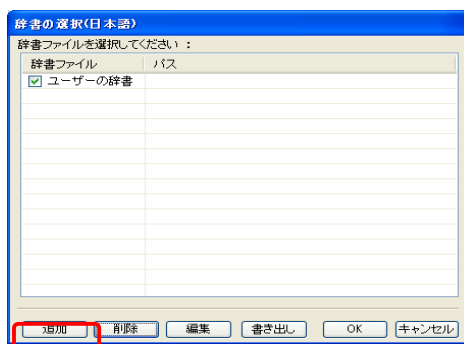 辞書の選択(日本語)
辞書ファイルを選択してください :
辞書ファイル パス
ユーザーの辞書
追加 削除 編集 書き出し OK キャンセル